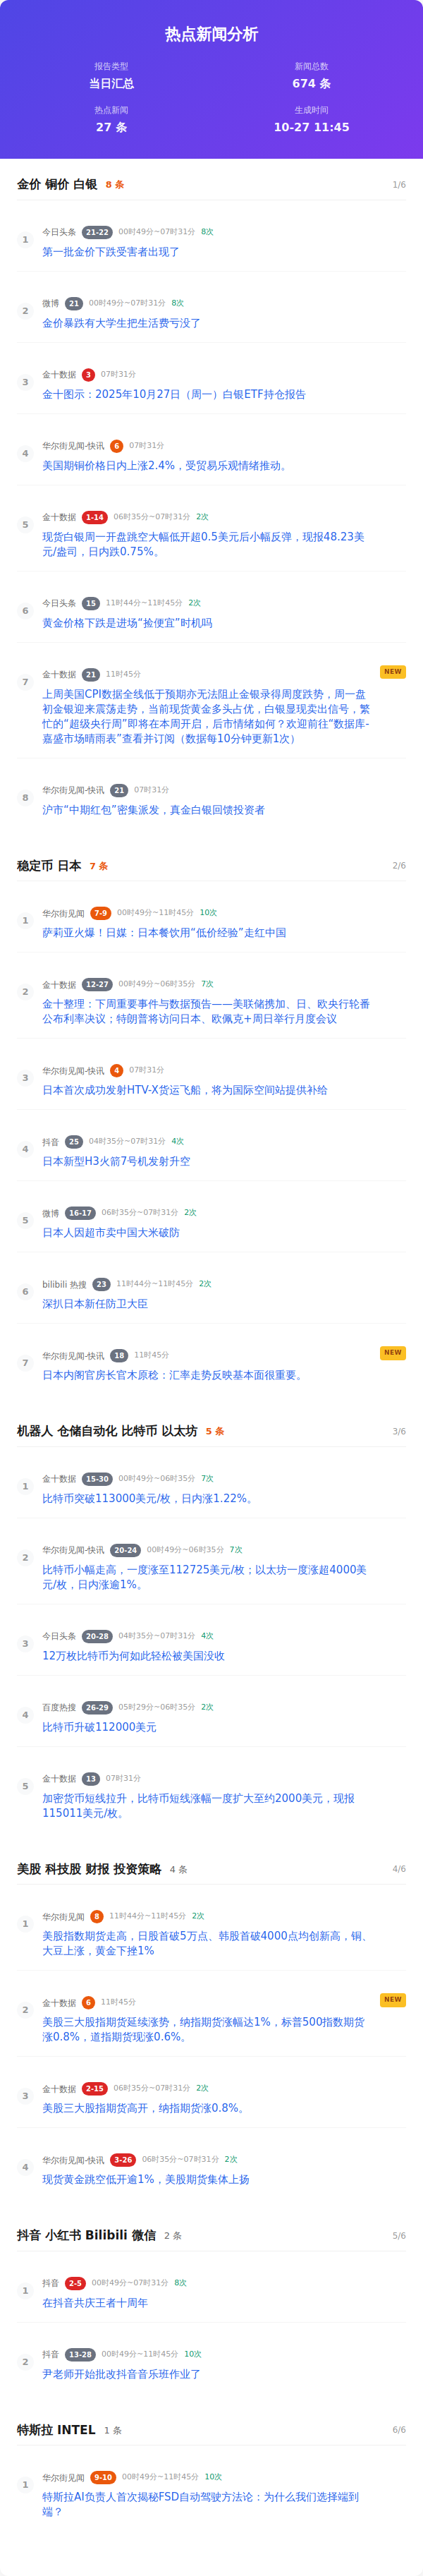 热点新闻分析
报告类型
新闻总数
当日汇总
674 条
热点新闻
生成时间
27 条
10-27 11:45
金价 铜价 白银 8 条 1/6
1 今日头条 21-22 00时49分~07时31分 8次
第一批金价下跌受害者出现了
2 微博 21 00时49分~07时31分 8次
金价暴跌有大学生把生活费亏没了
3 金十数据 3 07时31分
金十图示：2025年10月27日（周一）白银ETF持仓报告
4 华尔街见闻-快讯 6 07时31分
美国期铜价格日内上涨2.4%，受贸易乐观情绪推动。
5 金十数据 1-14 06时35分~07时31分 2次
现货白银周一开盘跳空大幅低开超0.5美元后小幅反弹，现报48.23美
元/盎司，日内跌0.75%。
6 今日头条 15 11时44分~11时45分 2次
黄金价格下跌是进场“捡便宜”时机吗
7 金十数据 21 11时45分 NEW
上周美国CPI数据全线低于预期亦无法阻止金银录得周度跌势，周一盘
初金银迎来震荡走势，当前现货黄金多头占优，白银显现卖出信号，繁
忙的“超级央行周”即将在本周开启，后市情绪如何？欢迎前往“数据库-
嘉盛市场晴雨表”查看并订阅（数据每10分钟更新1次）
8 华尔街见闻-快讯 21 07时31分
沪市“中期红包”密集派发，真金白银回馈投资者
稳定币 日本 7 条 2/6
1 华尔街见闻 7-9 00时49分~11时45分 10次
萨莉亚火爆！日媒：日本餐饮用“低价经验”走红中国
2 金十数据 12-27 00时49分~06时35分 7次
金十整理：下周重要事件与数据预告——美联储携加、日、欧央行轮番
公布利率决议；特朗普将访问日本、欧佩克+周日举行月度会议
3 华尔街见闻-快讯 4 07时31分
日本首次成功发射HTV-X货运飞船，将为国际空间站提供补给
4 抖音 25 04时35分~07时31分 4次
日本新型H3火箭7号机发射升空
5 微博 16-17 06时35分~07时31分 2次
日本人因超市卖中国大米破防
6 bilibili 热搜 23 11时44分~11时45分 2次
深扒日本新任防卫大臣
7 华尔街见闻-快讯 18 11时45分 NEW
日本内阁官房长官木原稔：汇率走势反映基本面很重要。
机器人 仓储自动化 比特币 以太坊 5 条 3/6
1 金十数据 15-30 00时49分~06时35分 7次
比特币突破113000美元/枚，日内涨1.22%。
2 华尔街见闻-快讯 20-24 00时49分~06时35分 7次
比特币小幅走高，一度涨至112725美元/枚；以太坊一度涨超4000美
元/枚，日内涨逾1%。
3 今日头条 20-28 04时35分~07时31分 4次
12万枚比特币为何如此轻松被美国没收
4 百度热搜 26-29 05时29分~06时35分 2次
比特币升破112000美元
5 金十数据 13 07时31分
加密货币短线拉升，比特币短线涨幅一度扩大至约2000美元，现报
115011美元/枚。
美股 科技股 财报 投资策略 4 条 4/6
1 华尔街见闻 8 11时44分~11时45分 2次
美股指数期货走高，日股首破5万点、韩股首破4000点均创新高，铜、
大豆上涨，黄金下挫1%
2 金十数据 6 11时45分 NEW
美股三大股指期货延续涨势，纳指期货涨幅达1%，标普500指数期货
涨0.8%，道指期货现涨0.6%。
3 金十数据 2-15 06时35分~07时31分 2次
美股三大股指期货高开，纳指期货涨0.8%。
4 华尔街见闻-快讯 3-26 06时35分~07时31分 2次
现货黄金跳空低开逾1%，美股期货集体上扬
抖音 小红书 Bilibili 微信 2 条 5/6
1 抖音 2-5 00时49分~07时31分 8次
在抖音共庆王者十周年
2 抖音 13-28 00时49分~11时45分 10次
尹老师开始批改抖音音乐班作业了
特斯拉 INTEL 1 条 6/6
1 华尔街见闻 9-10 00时49分~11时45分 10次
特斯拉AI负责人首次揭秘FSD自动驾驶方法论：为什么我们选择端到
端？